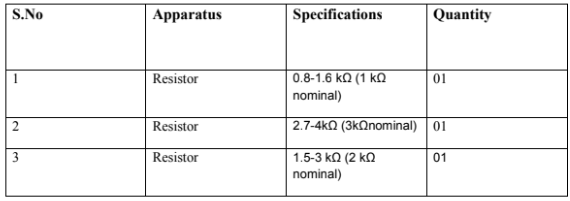 S.No Apparatus Specifications Quantity
1 Resistor 0.8-1.6 kΩ (1 kΩ 01
nominal)
2 Resistor 2.7-4kΩ (3kΩnominal) 01
3 Resistor 1.5-3 kΩ (2 kΩ 01
nominal)